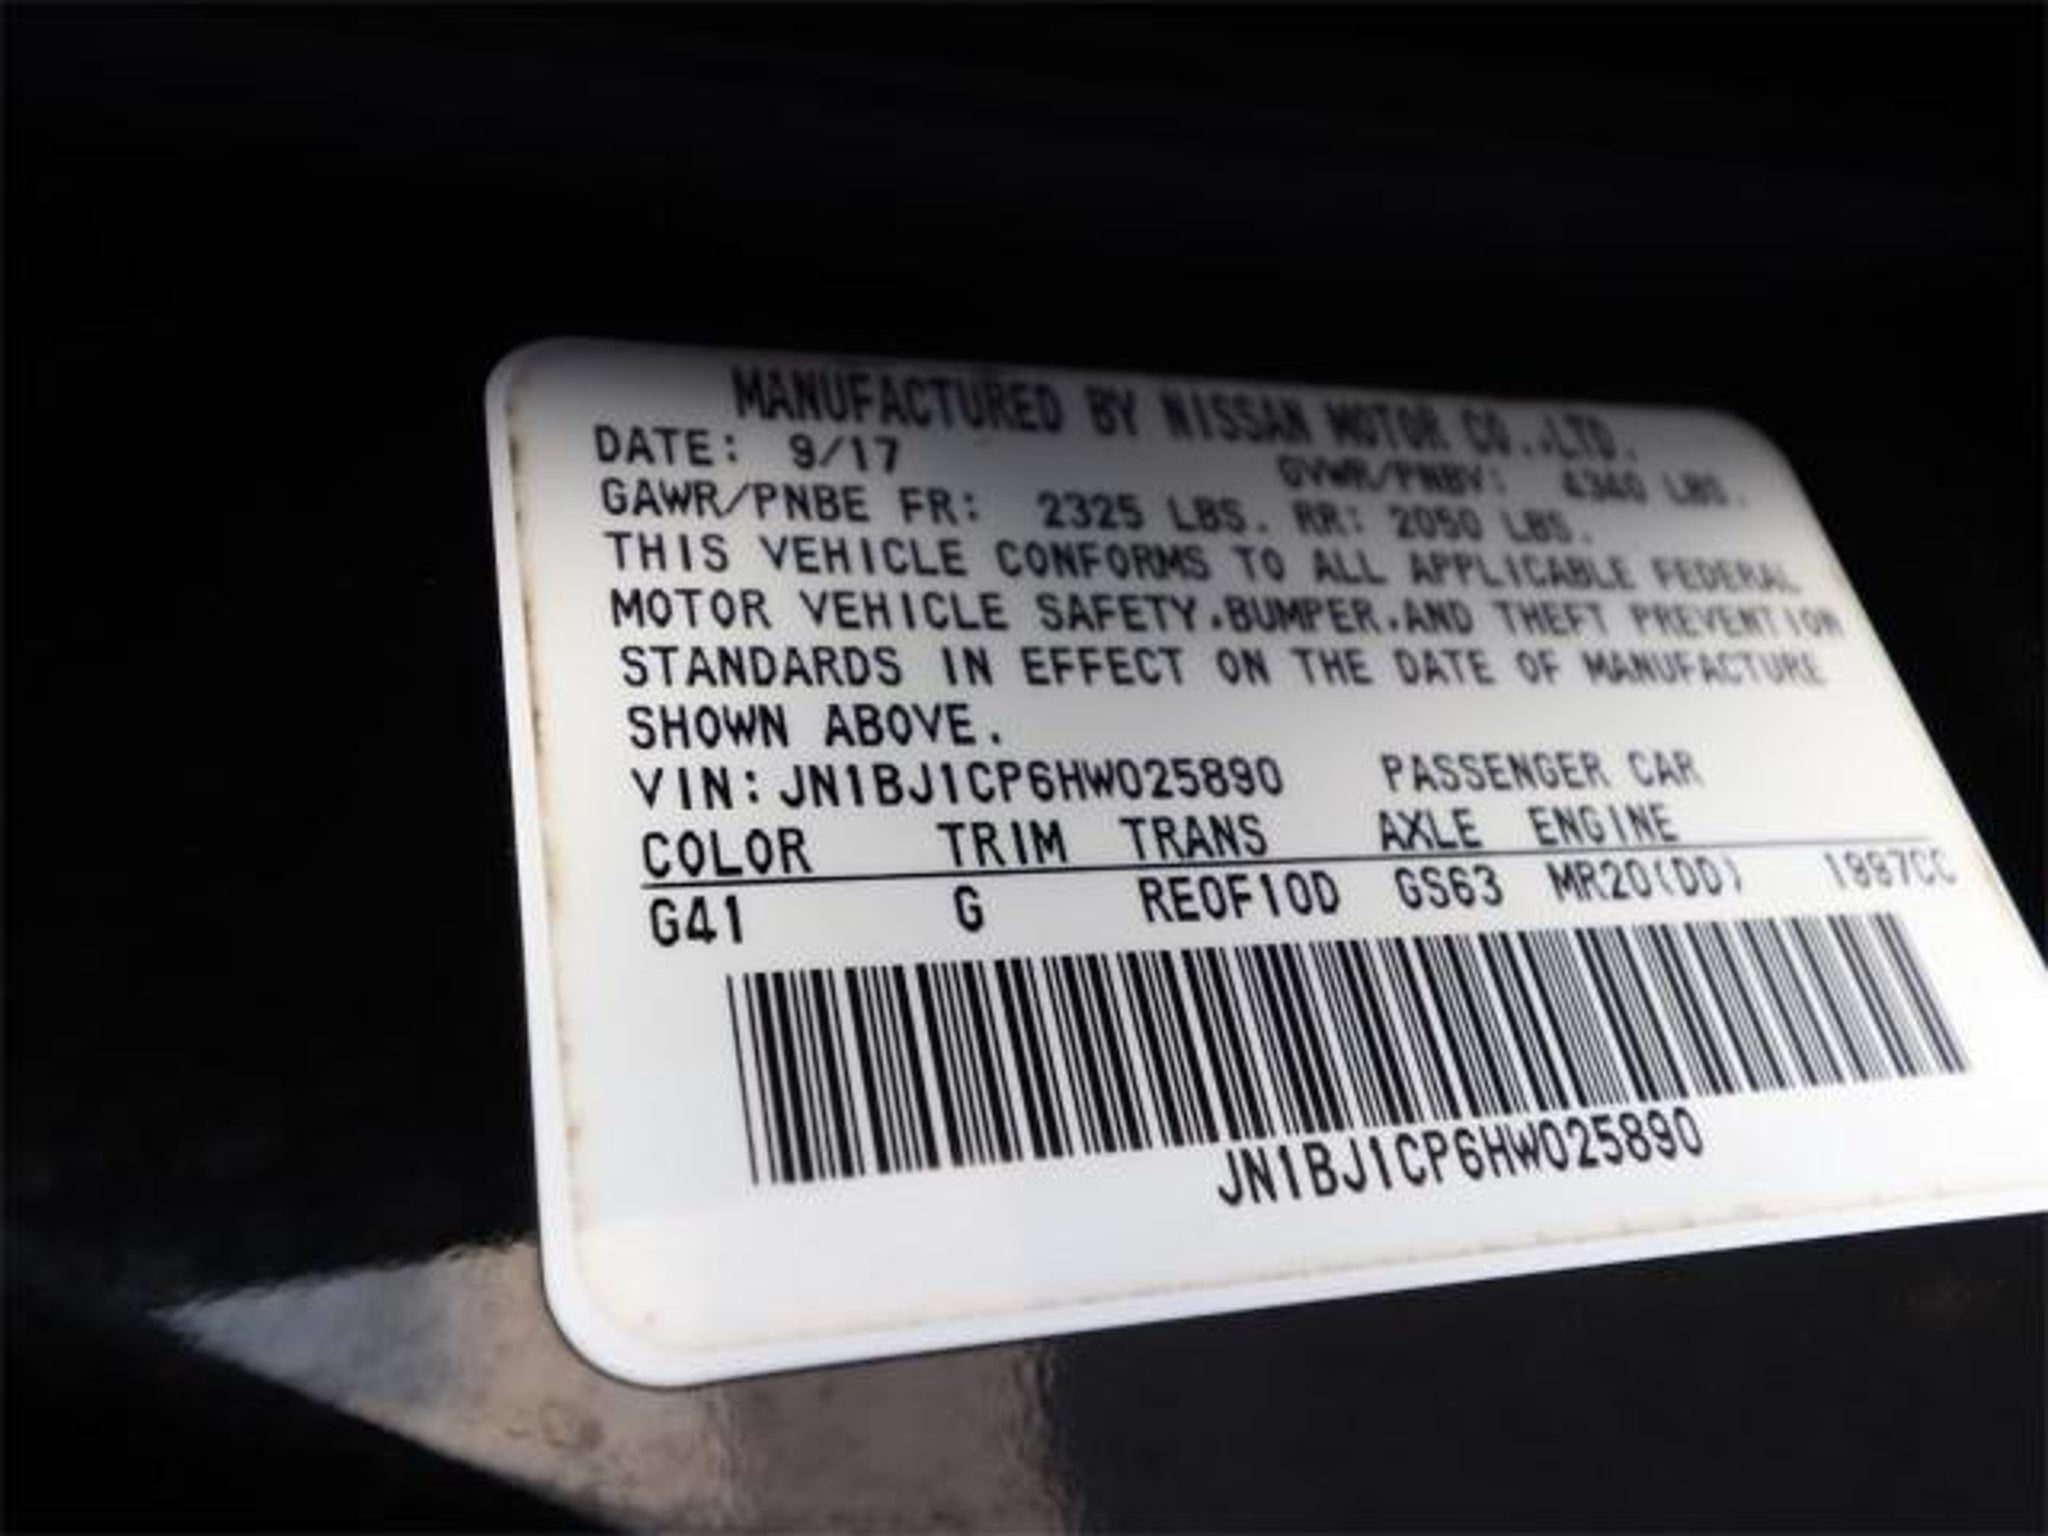 MANUFACTURED BY NISSAN MOTOR CO.,LTD.
DATE: 9/17 GVWR/PNBV: 4340 LBS.
GAWR/PNBE FR: 2325 LBS. RR: 2050 LBS.
THIS VEHICLE CONFORMS TO ALL APPLICABLE FEDERAL
MOTOR VEHICLE SAFETY,BUMPER,AND THEFT PREVENTION
STANDARDS IN EFFECT ON THE DATE OF MANUFACTURE
SHOWN ABOVE.
VIN:JN1BJ1CP6HW025890 PASSENGER CAR
COLOR TRIM TRANS AXLE ENGINE
G41 G RE0F10D GS63 MR20(DD) 1997CC
JN1BJ1CP6HW025890